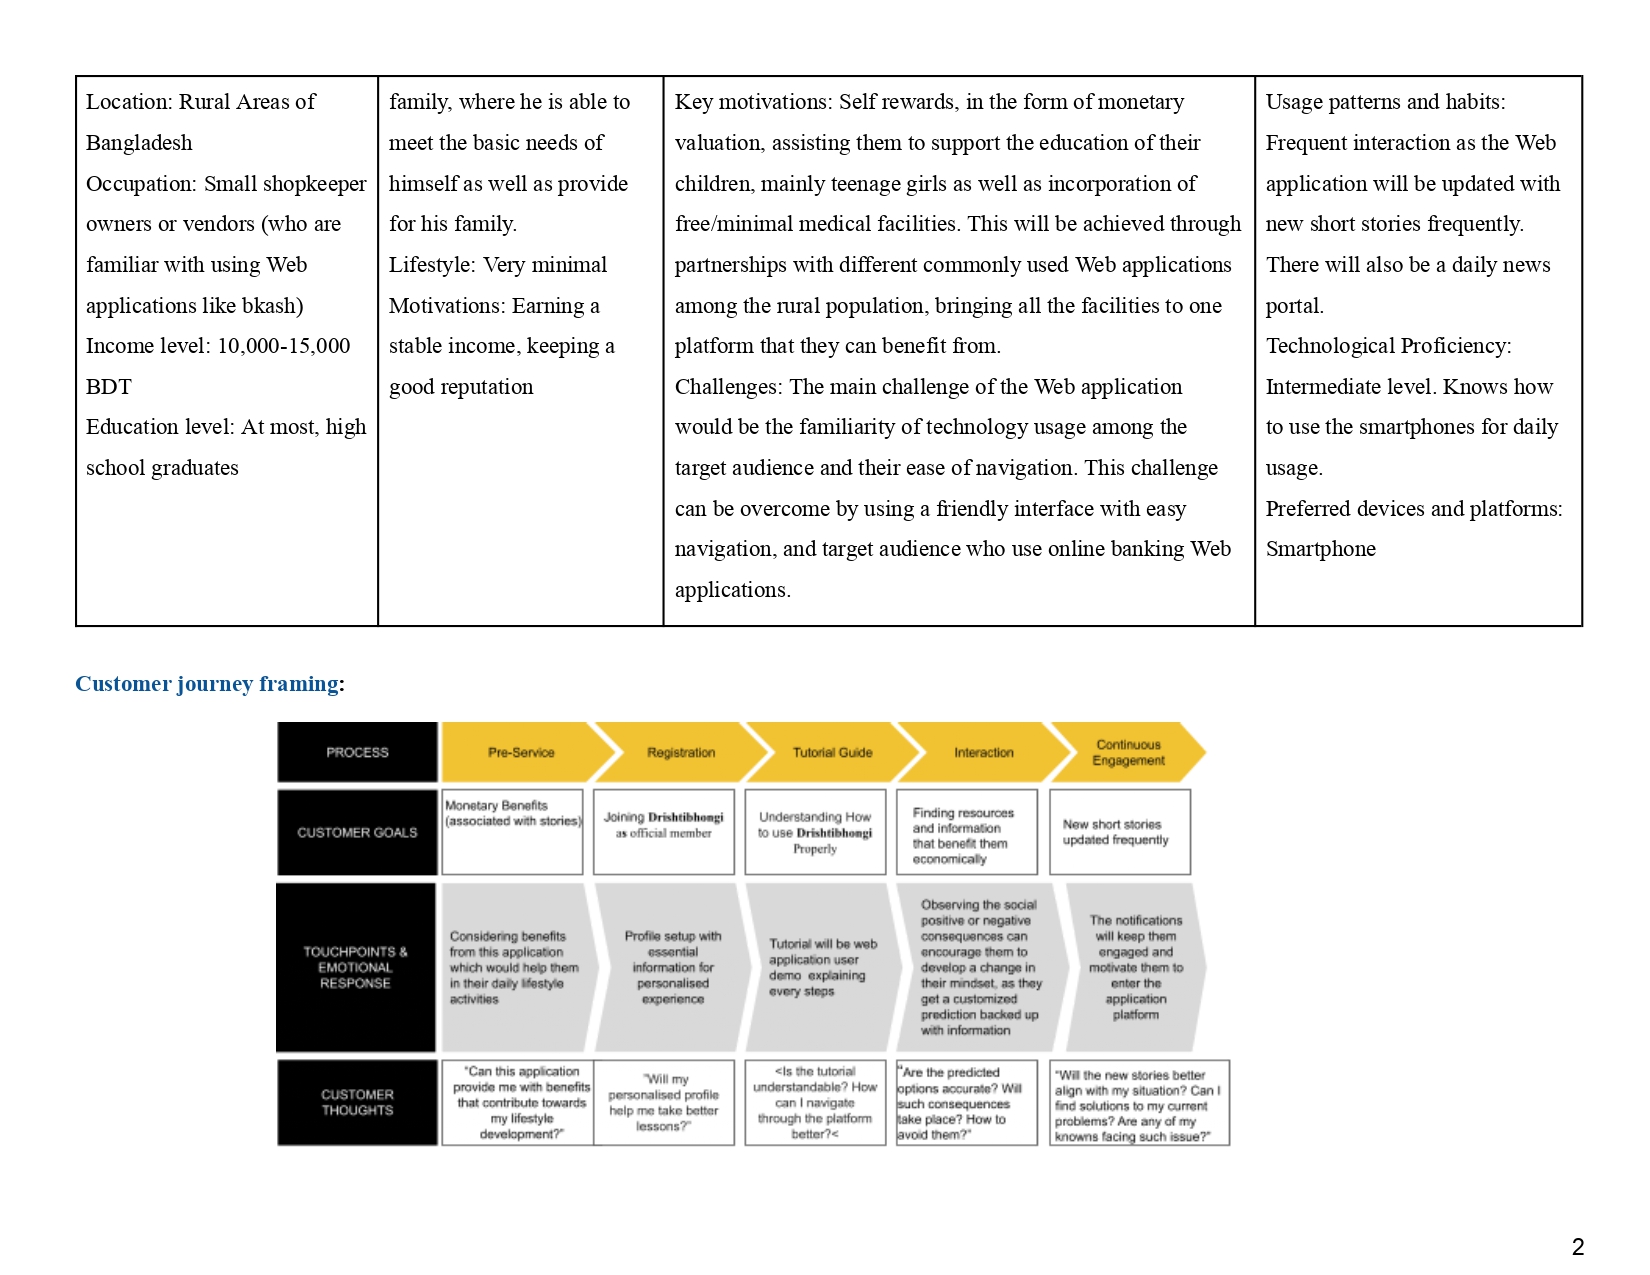 Location: Rural Areas of
Bangladesh
Occupation: Small shopkeeper
owners or vendors (who are
familiar with using Web
applications like bkash)
Income level: 10,000-15,000
BDT
Education level: At most, high
school graduates
family, where he is able to
meet the basic needs of
himself as well as provide
for his family.
Lifestyle: Very minimal
Motivations: Earning a
stable income, keeping a
good reputation
Key motivations: Self rewards, in the form of monetary
valuation, assisting them to support the education of their
children, mainly teenage girls as well as incorporation of
free/minimal medical facilities. This will be achieved through
partnerships with different commonly used Web applications
among the rural population, bringing all the facilities to one
platform that they can benefit from.
Challenges: The main challenge of the Web application
would be the familiarity of technology usage among the
target audience and their ease of navigation. This challenge
can be overcome by using a friendly interface with easy
navigation, and target audience who use online banking Web
applications.
Usage patterns and habits:
Frequent interaction as the Web
application will be updated with
new short stories frequently.
There will also be a daily news
portal.
Technological Proficiency:
Intermediate level. Knows how
to use the smartphones for daily
usage.
Preferred devices and platforms:
Smartphone
Customer journey framing:
PROCESS
Pre-Service
Registration
Tutorial Guide
Interaction
Continuous
Engagement
CUSTOMER GOALS
Monetary Benefits
(associated with stories)
Joining Drishtibhongi
as official member
Understanding How
to use Drishtibhongi
Properly
Finding resources
and information
that benefit them
economically
New short stories
updated frequently
TOUCHPOINTS &
EMOTIONAL
RESPONSE
Considering benefits
from this application
which would help them
in their daily lifestyle
activities
Profile setup with
essential
information for
personalised
experience
Tutorial will be web
application user
demo explaining
every steps
Observing the social
positive or negative
consequences can
encourage them to
develop a change in
their mindset, as they
get a customized
prediction backed up
with information
The notifications
will keep them
engaged and
motivate them to
enter the
application
platform
CUSTOMER
THOUGHTS
"Can this application
provide me with benefits
that contribute towards
my lifestyle
development?"
"Will my
personalised profile
help me take better
lessons?"
<Is the tutorial
understandable? How
can I navigate
through the platform
better?<
"Are the predicted
options accurate? Will
such consequences
take place? How to
avoid them?"
"Will the new stories better
align with my situation? Can I
find solutions to my current
problems? Are any of my
knowns facing such issue?"
2